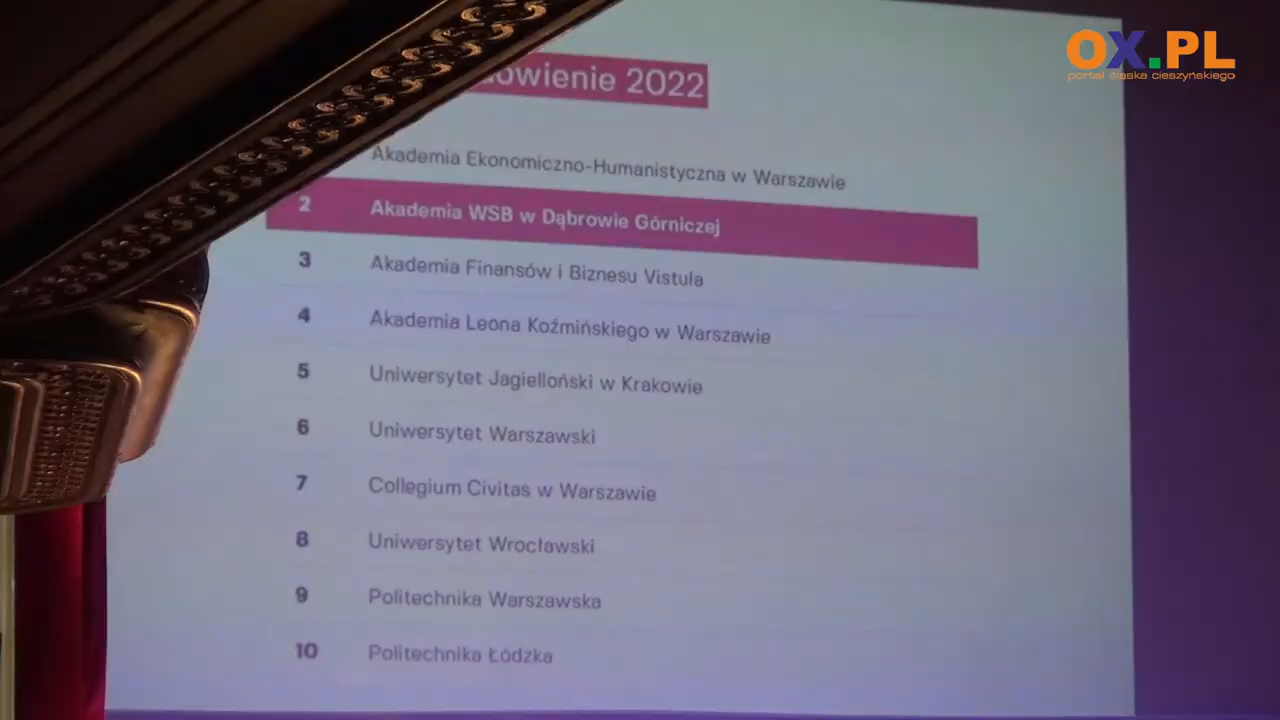 OX.PL
portal śląska cieszyńskiego
2022
Akademia Ekonomiczno-Humanistyczna w Warszawie
2 Akademia WSB w Dąbrowie Górniczej
3 Akademia Finansów i Biznesu Vistula
4 Akademia Leona Koźmińskiego w Warszawie
5 Uniwersytet Jagielloński w Krakowie
6 Uniwersytet Warszawski
7 Collegium Civitas w Warszawie
8 Uniwersytet Wrocławski
9 Politechnika Warszawska
10 Politechnika Łódzka